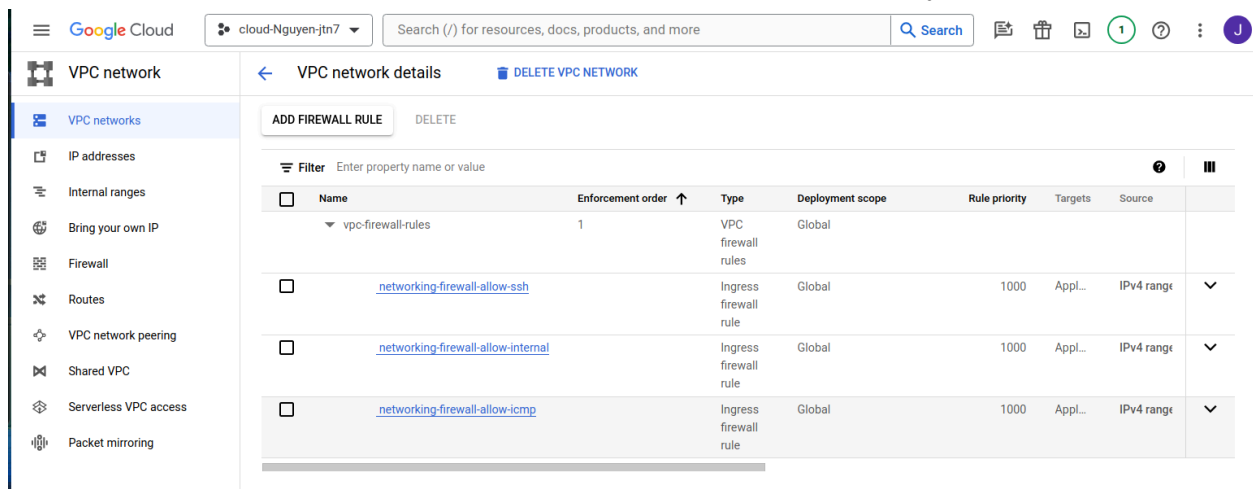 Google Cloud
cloud-Nguyen-jtn7
Search (/) for resources, docs, products, and more
Search
1
J
VPC network
VPC network details
DELETE VPC NETWORK
VPC networks
IP addresses
Internal ranges
Bring your own IP
Firewall
Routes
VPC network peering
Shared VPC
Serverless VPC access
Packet mirroring
ADD FIREWALL RULE
DELETE
Filter Enter property name or value
Name Enforcement order Type Deployment scope Rule priority Targets Source
vpc-firewall-rules 1 VPC firewall rules Global
networking-firewall-allow-ssh Ingress firewall rule Global 1000 Appl... IPv4 range
networking-firewall-allow-internal Ingress firewall rule Global 1000 Appl... IPv4 range
networking-firewall-allow-icmp Ingress firewall rule Global 1000 Appl... IPv4 range